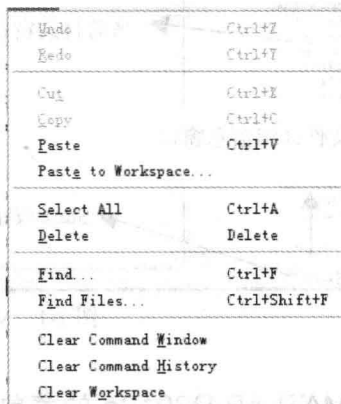 Undo Ctrl+Z
Redo Ctrl+Y
Cut Ctrl+X
Copy Ctrl+C
Paste Ctrl+V
Paste to Workspace...
Select All Ctrl+A
Delete Delete
Find... Ctrl+F
Find Files... Ctrl+Shift+F
Clear Command Window
Clear Command History
Clear Workspace